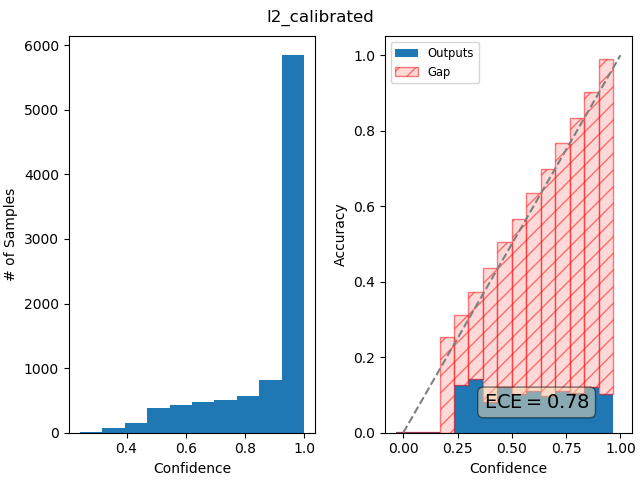 l2_calibrated
6000
5000
4000
3000
2000
1000
0
# of Samples
0.4
0.6
0.8
1.0
Confidence
1.0
0.8
0.6
0.4
0.2
0.0
Accuracy
Outputs
Gap
ECE = 0.78
0.00
0.25
0.50
0.75
1.00
Confidence